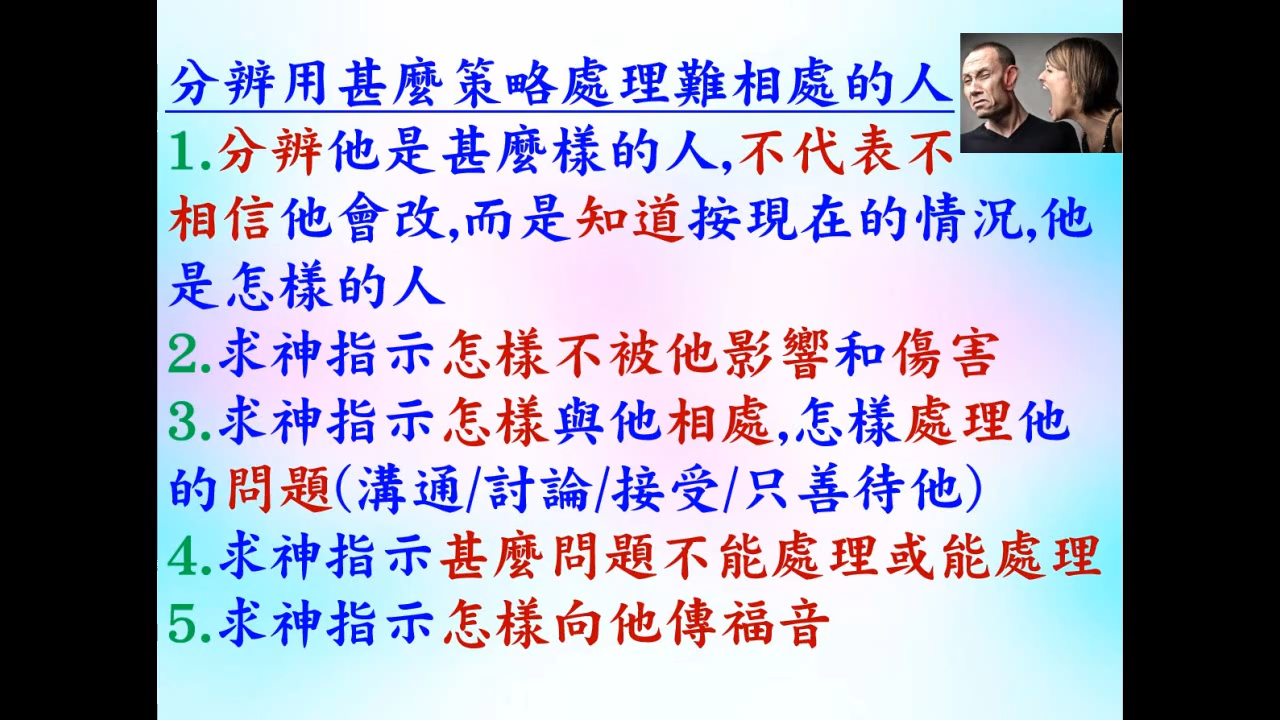 分辨用甚麼策略處理難相處的人
1.分辨他是甚麼樣的人,不代表不
相信他會改,而是知道按現在的情況,他
是怎樣的人
2.求神指示怎樣不被他影響和傷害
3.求神指示怎樣與他相處,怎樣處理他
的問題(溝通/討論/接受/只善待他)
4.求神指示甚麼問題不能處理或能處理
5.求神指示怎樣向他傳福音